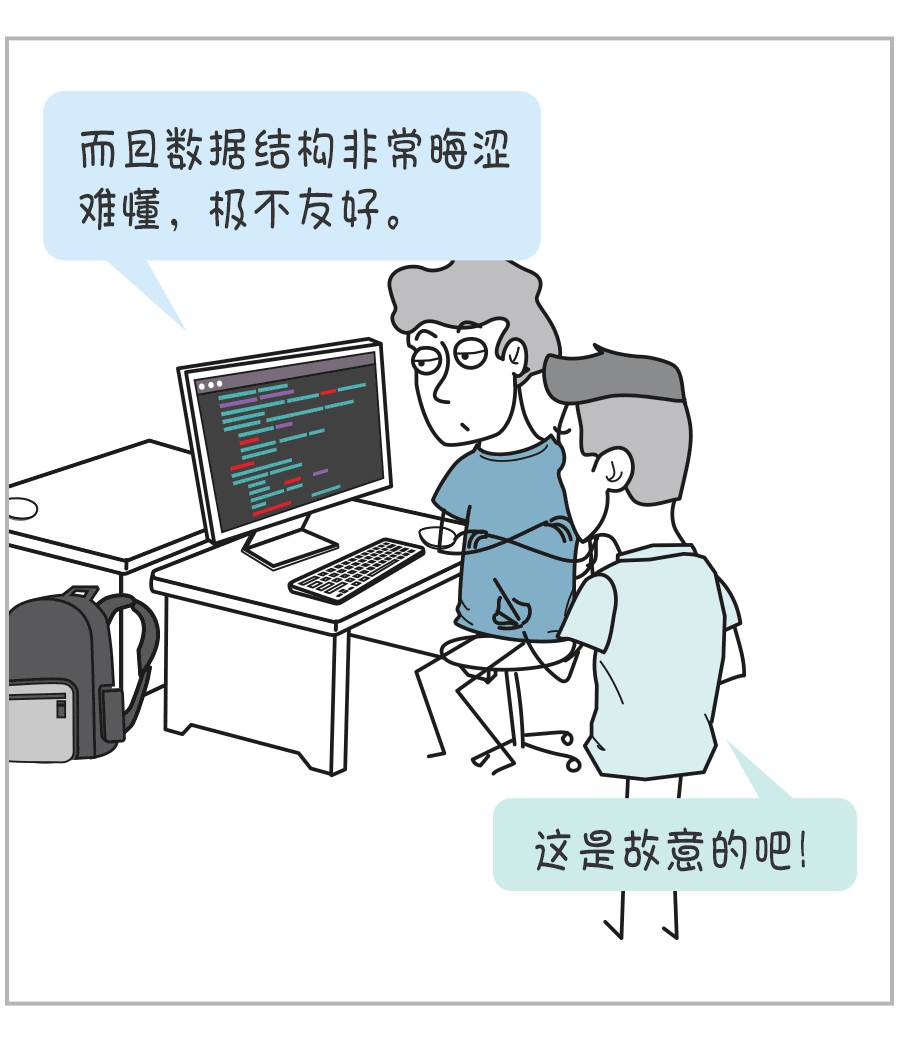 而且数据结构非常晦涩
难懂，极不友好。
这是故意的吧！